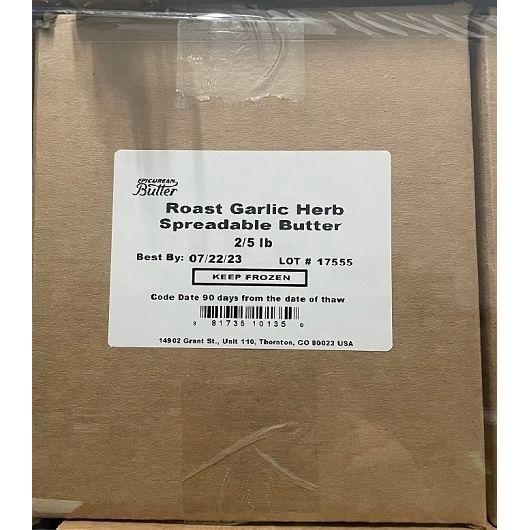 EPICUREAN
Butter
Roast Garlic Herb
Spreadable Butter
2/5 lb
Best By: 07/22/23 LOT # 17555
KEEP FROZEN
Code Date 90 days from the date of thaw
8 81735 10135 0
14902 Grant St., Unit 110, Thornton, CO 80023 USA